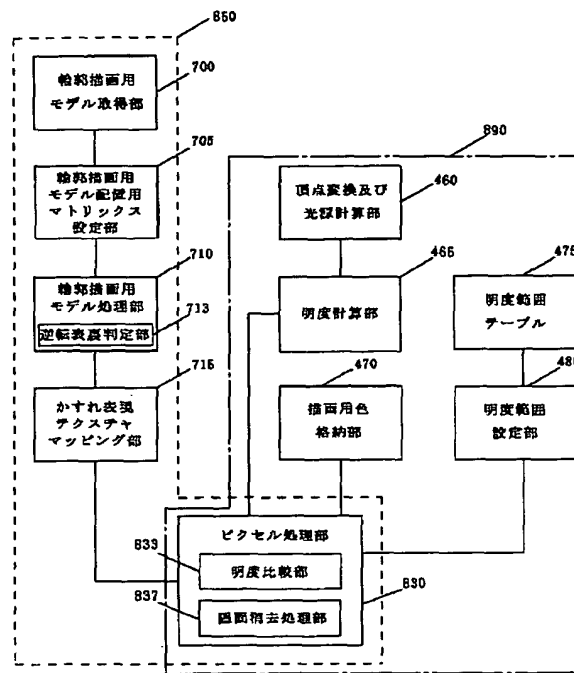 850
700
輪郭描画用
モデル取得部
705
輪郭描画用
モデル配置用
マトリックス
設定部
710
輪郭描画用
モデル処理部
713
逆転表裏判定部
715
かすれ表現
テクスチャ
マッピング部
890
460
頂点変換及び
光源計算部
465
明度計算部
475
明度範囲
テーブル
470
描画用色
格納部
480
明度範囲
設定部
ピクセル処理部
833
明度比較部
837
隠面消去処理部
830